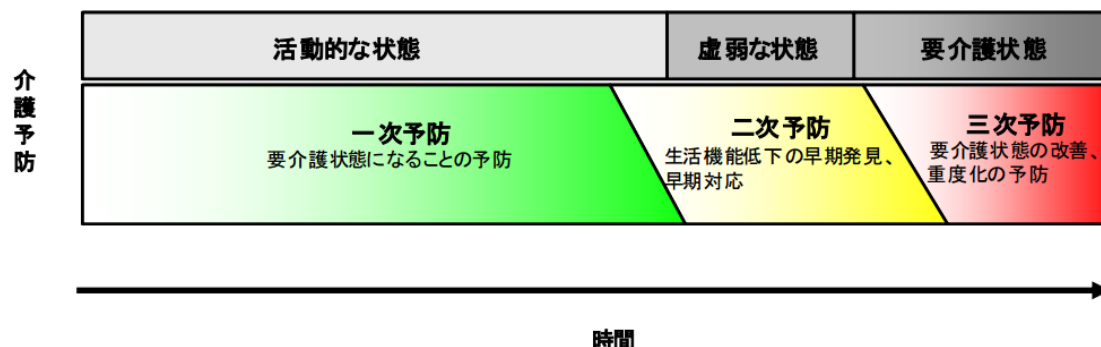 活動的な状態
虚弱な状態
要介護状態
介護予防
一次予防
要介護状態になることの予防
二次予防
生活機能低下の早期発見、
早期対応
三次予防
要介護状態の改善、
重度化の予防
時間